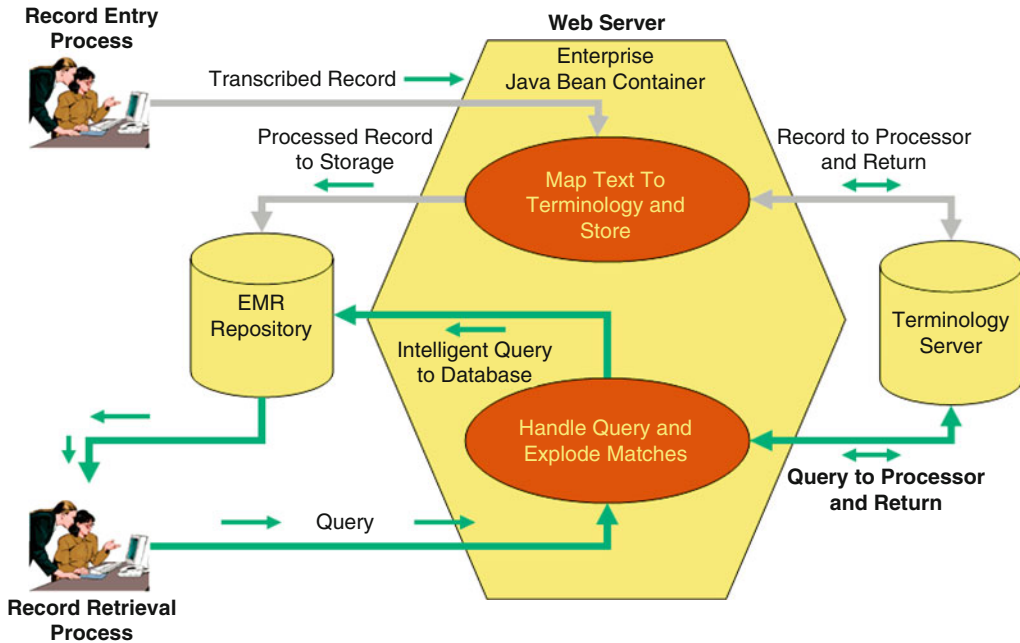 Record Entry
Process
Web Server
Enterprise
Java Bean Container
Transcribed Record
Processed Record
to Storage
Record to Processor
and Return
Map Text To
Terminology and
Store
EMR
Repository
Terminology
Server
Intelligent Query
to Database
Handle Query and
Explode Matches
Query to Processor
and Return
Query
Record Retrieval
Process